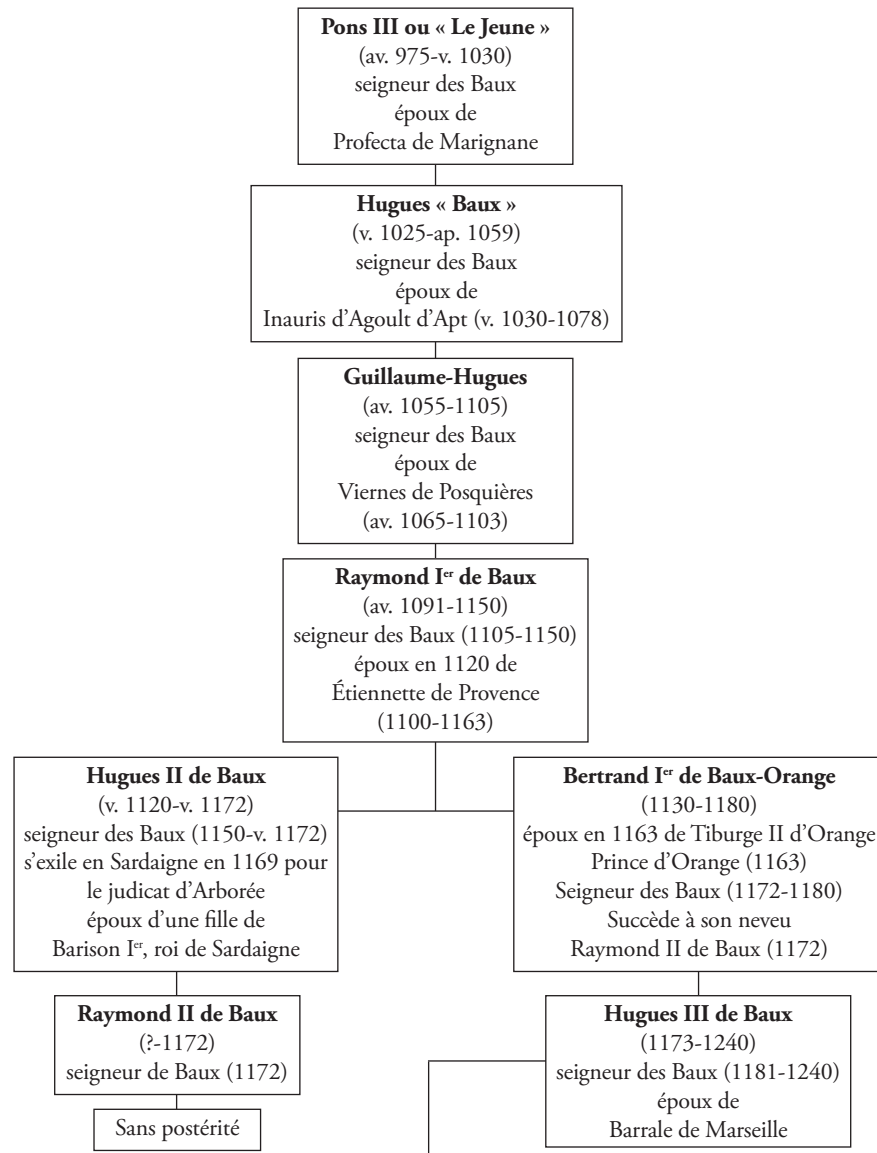 Pons III ou « Le Jeune »
(av. 975-v. 1030)
seigneur des Baux
époux de
Profecta de Marignane
Hugues « Baux »
(v. 1025-ap. 1059)
seigneur des Baux
époux de
Inauris d’Agoult d’Apt (v. 1030-1078)
Guillaume-Hugues
(av. 1055-1105)
seigneur des Baux
époux de
Viernes de Posquières
(av. 1065-1103)
Raymond Ier de Baux
(av. 1091-1150)
seigneur des Baux (1105-1150)
époux en 1120 de
Étiennette de Provence
(1100-1163)
Hugues II de Baux
(v. 1120-v. 1172)
seigneur des Baux (1150-v. 1172)
s’exile en Sardaigne en 1169 pour
le judicat d’Arborée
époux d’une fille de
Barison Ier, roi de Sardaigne
Bertrand Ier de Baux-Orange
(1130-1180)
époux en 1163 de Tiburge II d’Orange
Prince d’Orange (1163)
Seigneur des Baux (1172-1180)
Succède à son neveu
Raymond II de Baux (1172)
Raymond II de Baux
(?-1172)
seigneur de Baux (1172)
Sans postérité
Hugues III de Baux
(1173-1240)
seigneur des Baux (1181-1240)
époux de
Barrale de Marseille